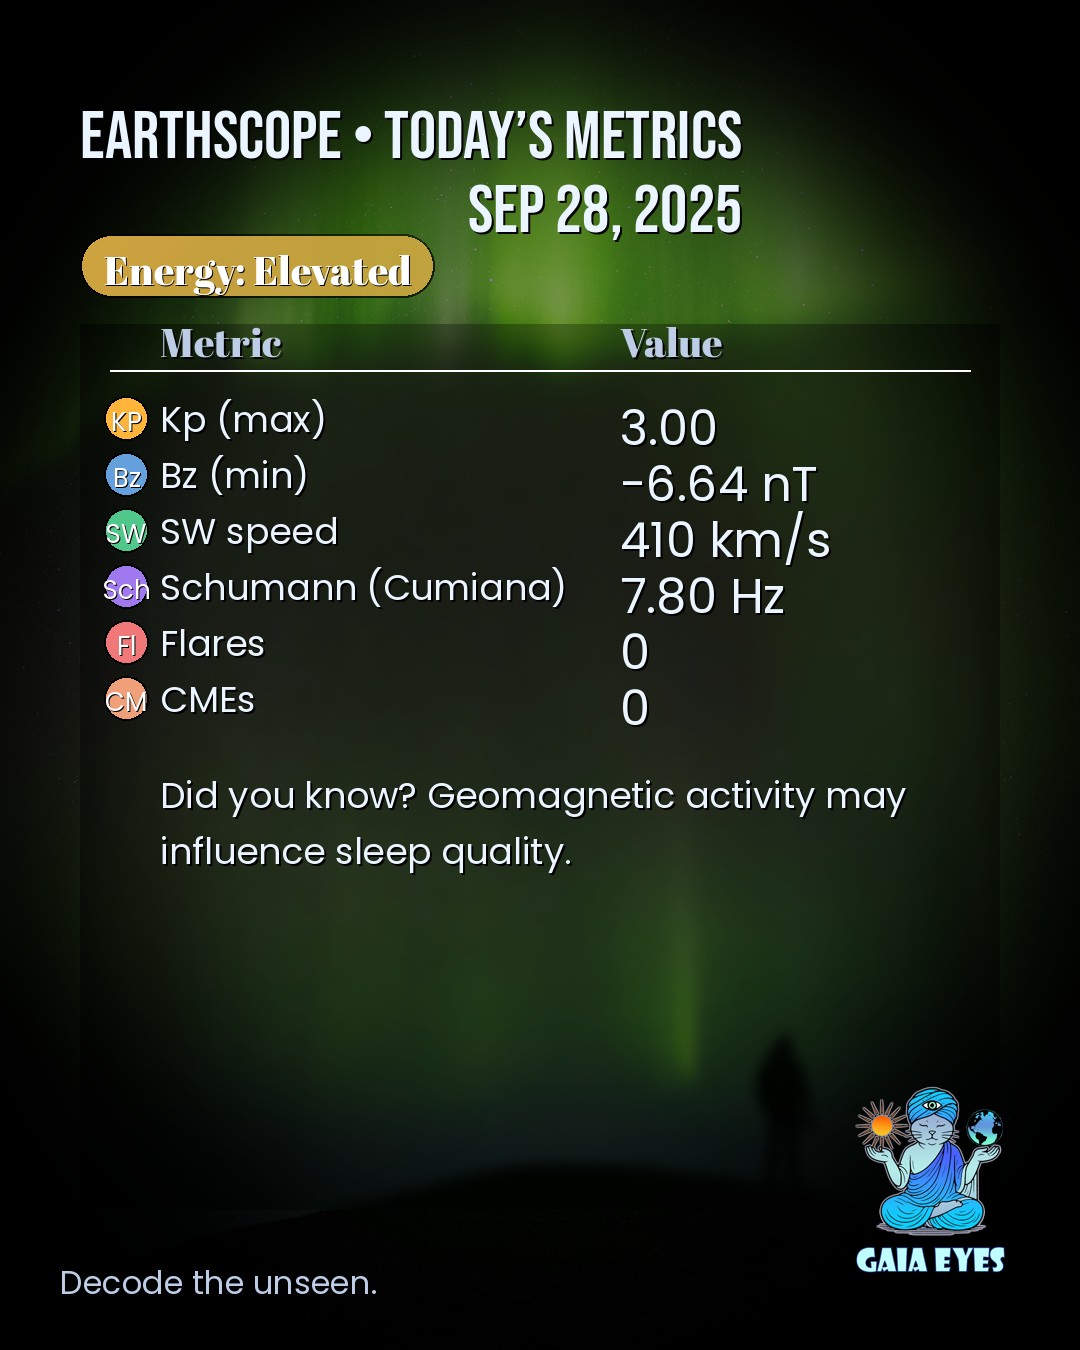 EARTHSCOPE • TODAY’S METRICS
SEP 28, 2025
Energy: Elevated
Metric Value
KP Kp (max) 3.00
Bz Bz (min) -6.64 nT
SW SW speed 410 km/s
Sch Schumann (Cumiana) 7.80 Hz
Fl Flares 0
CM CMEs 0
Did you know? Geomagnetic activity may
influence sleep quality.
GAIA EYES
Decode the unseen.